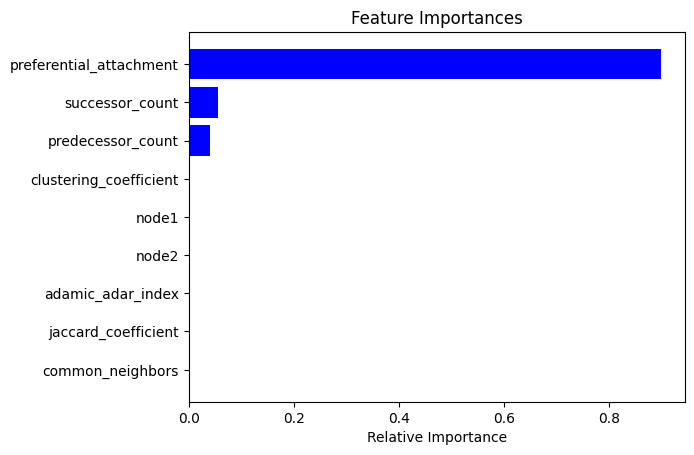 Feature Importances
preferential_attachment
successor_count
predecessor_count
clustering_coefficient
node1
node2
adamic_adar_index
jaccard_coefficient
common_neighbors
0.0 0.2 0.4 0.6 0.8
Relative Importance